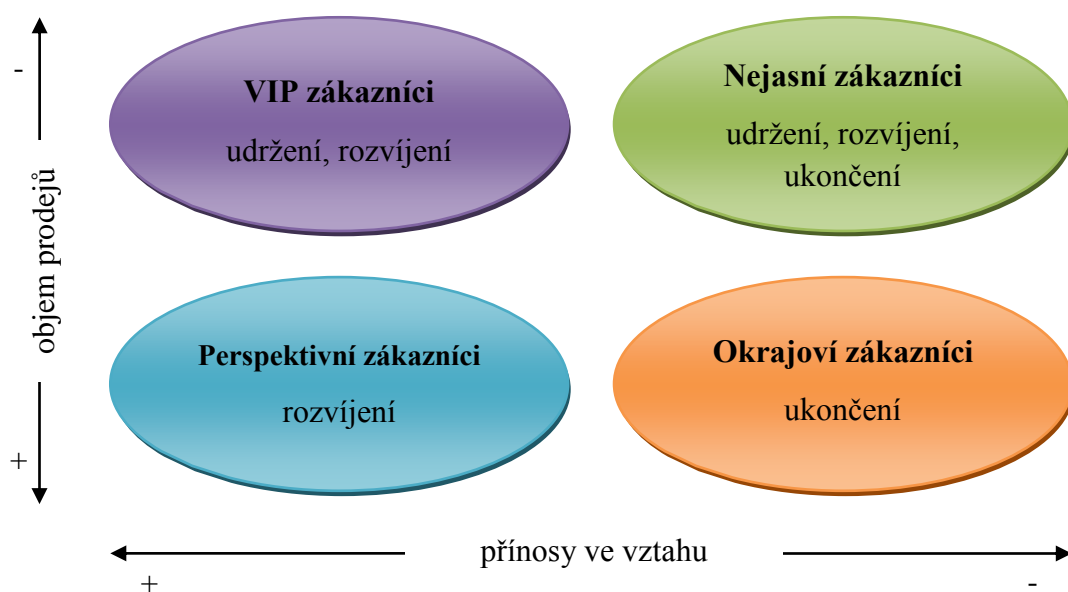 -
VIP zákazníci
udržení, rozvíjení
Nejasní zákazníci
udržení, rozvíjení,
ukončení
objem prodejů
Perspektivní zákazníci
rozvíjení
Okrajoví zákazníci
ukončení
+
přínosy ve vztahu
+
-